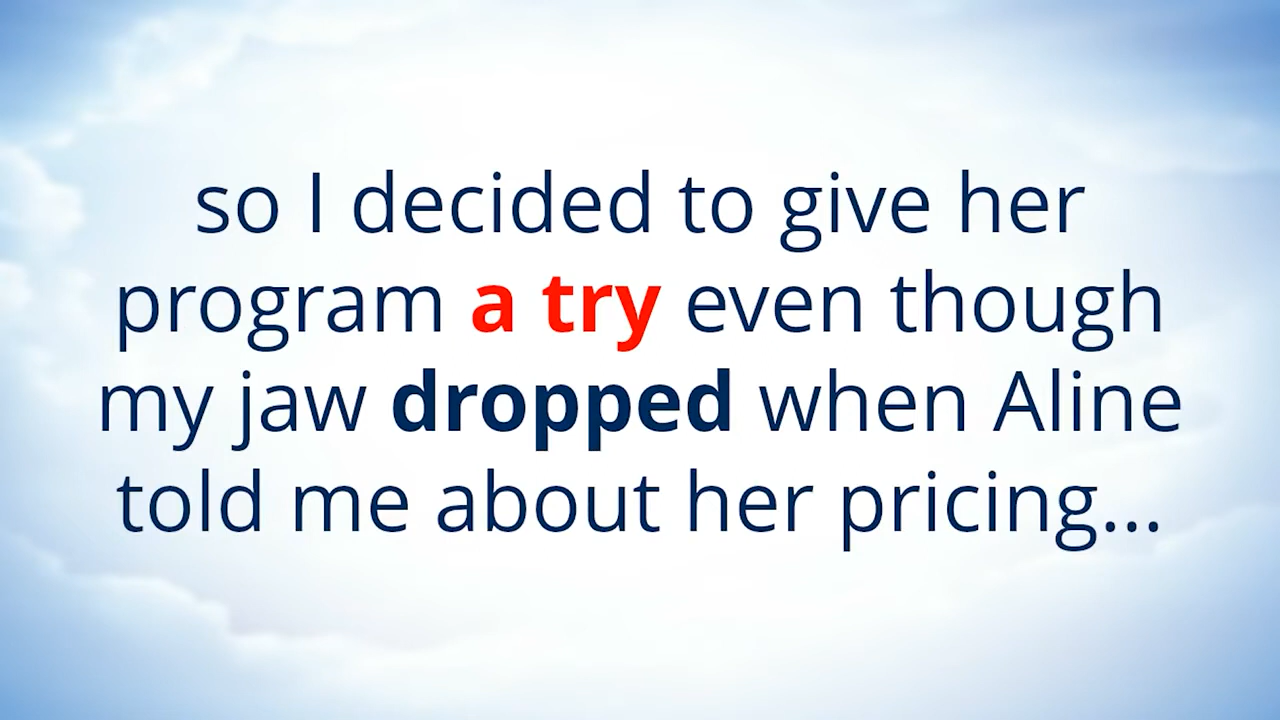 so I decided to give her
program a try even though
my jaw dropped when Aline
told me about her pricing...